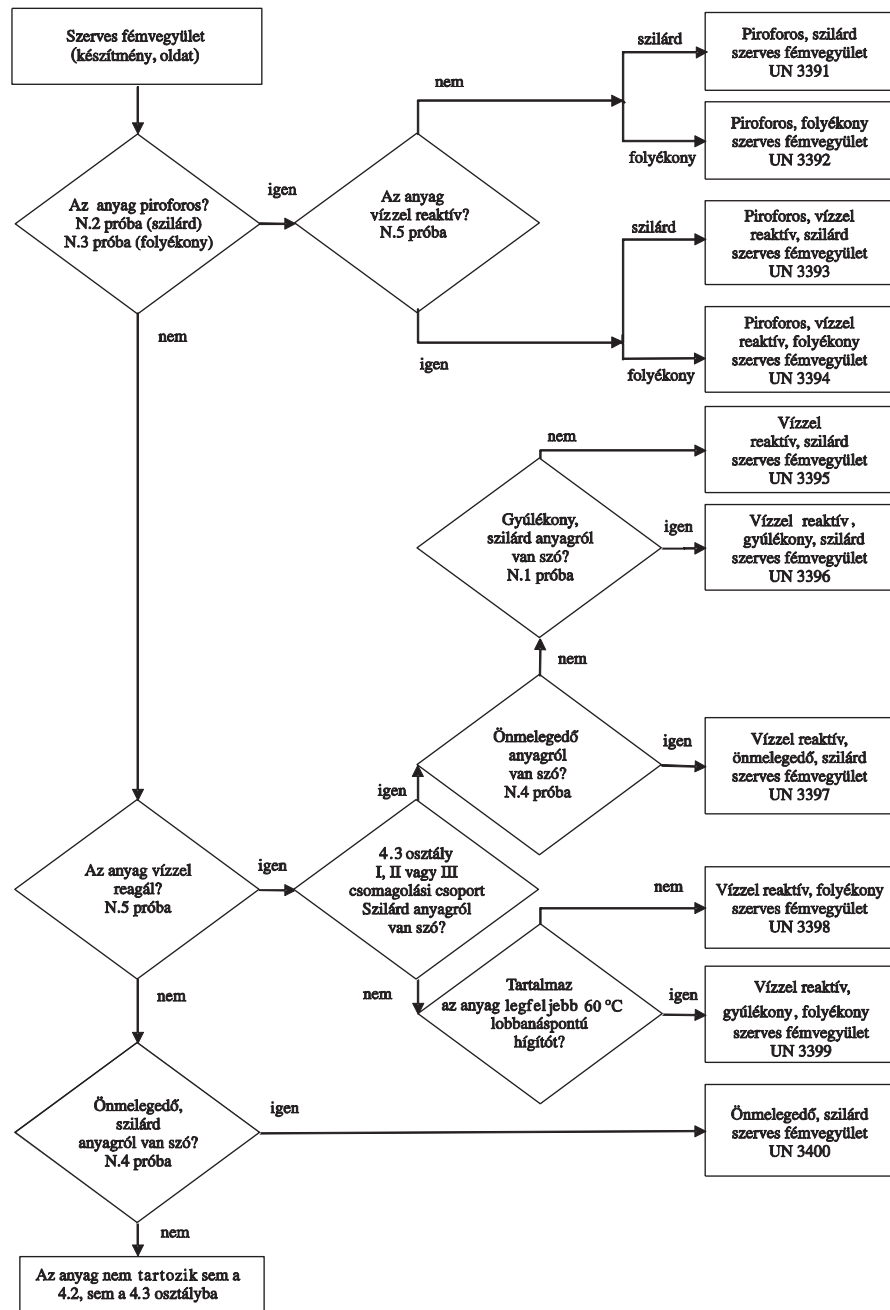 Szerves fémvegyület
(készítmény, oldat)
szilárd
Piroforos, szilárd
szerves fémvegyület
UN 3391
nem
folyékony
Piroforos, folyékony
szerves fémvegyület
UN 3392
Az anyag piroforos?
N.2 próba (szilárd)
N.3 próba (folyékony)
igen
Az anyag
vízzel reaktív?
N.5 próba
szilárd
Piroforos, vízzel
reaktív, szilárd
szerves fémvegyület
UN 3393
nem
igen
folyékony
Piroforos, vízzel
reaktív, folyékony
szerves fémvegyület
UN 3394
nem
Vízzel
reaktív, szilárd
szerves fémvegyület
UN 3395
Gyúlékony,
szilárd anyagról
van szó?
N.1 próba
igen
Vízzel reaktív,
gyúlékony, szilárd
szerves fémvegyület
UN 3396
nem
Önmelegedő
anyagról
van szó?
N.4 próba
igen
Vízzel reaktív,
önmelegedő, szilárd
szerves fémvegyület
UN 3397
igen
Az anyag vízzel
reagál?
N.5 próba
igen
4.3 osztály
I, II vagy III
csomagolási csoport
Szilárd anyagról
van szó?
nem
Vízzel reaktív, folyékony
szerves fémvegyület
UN 3398
nem
nem
Tartalmaz
az anyag legfeljebb 60 °C
lobbanáspontú
hígítót?
igen
Vízzel reaktív,
gyúlékony, folyékony
szerves fémvegyület
UN 3399
Önmelegedő,
szilárd
anyagról van szó?
N.4 próba
igen
Önmelegedő, szilárd
szerves fémvegyület
UN 3400
nem
Az anyag nem tartozik sem a
4.2, sem a 4.3 osztályba